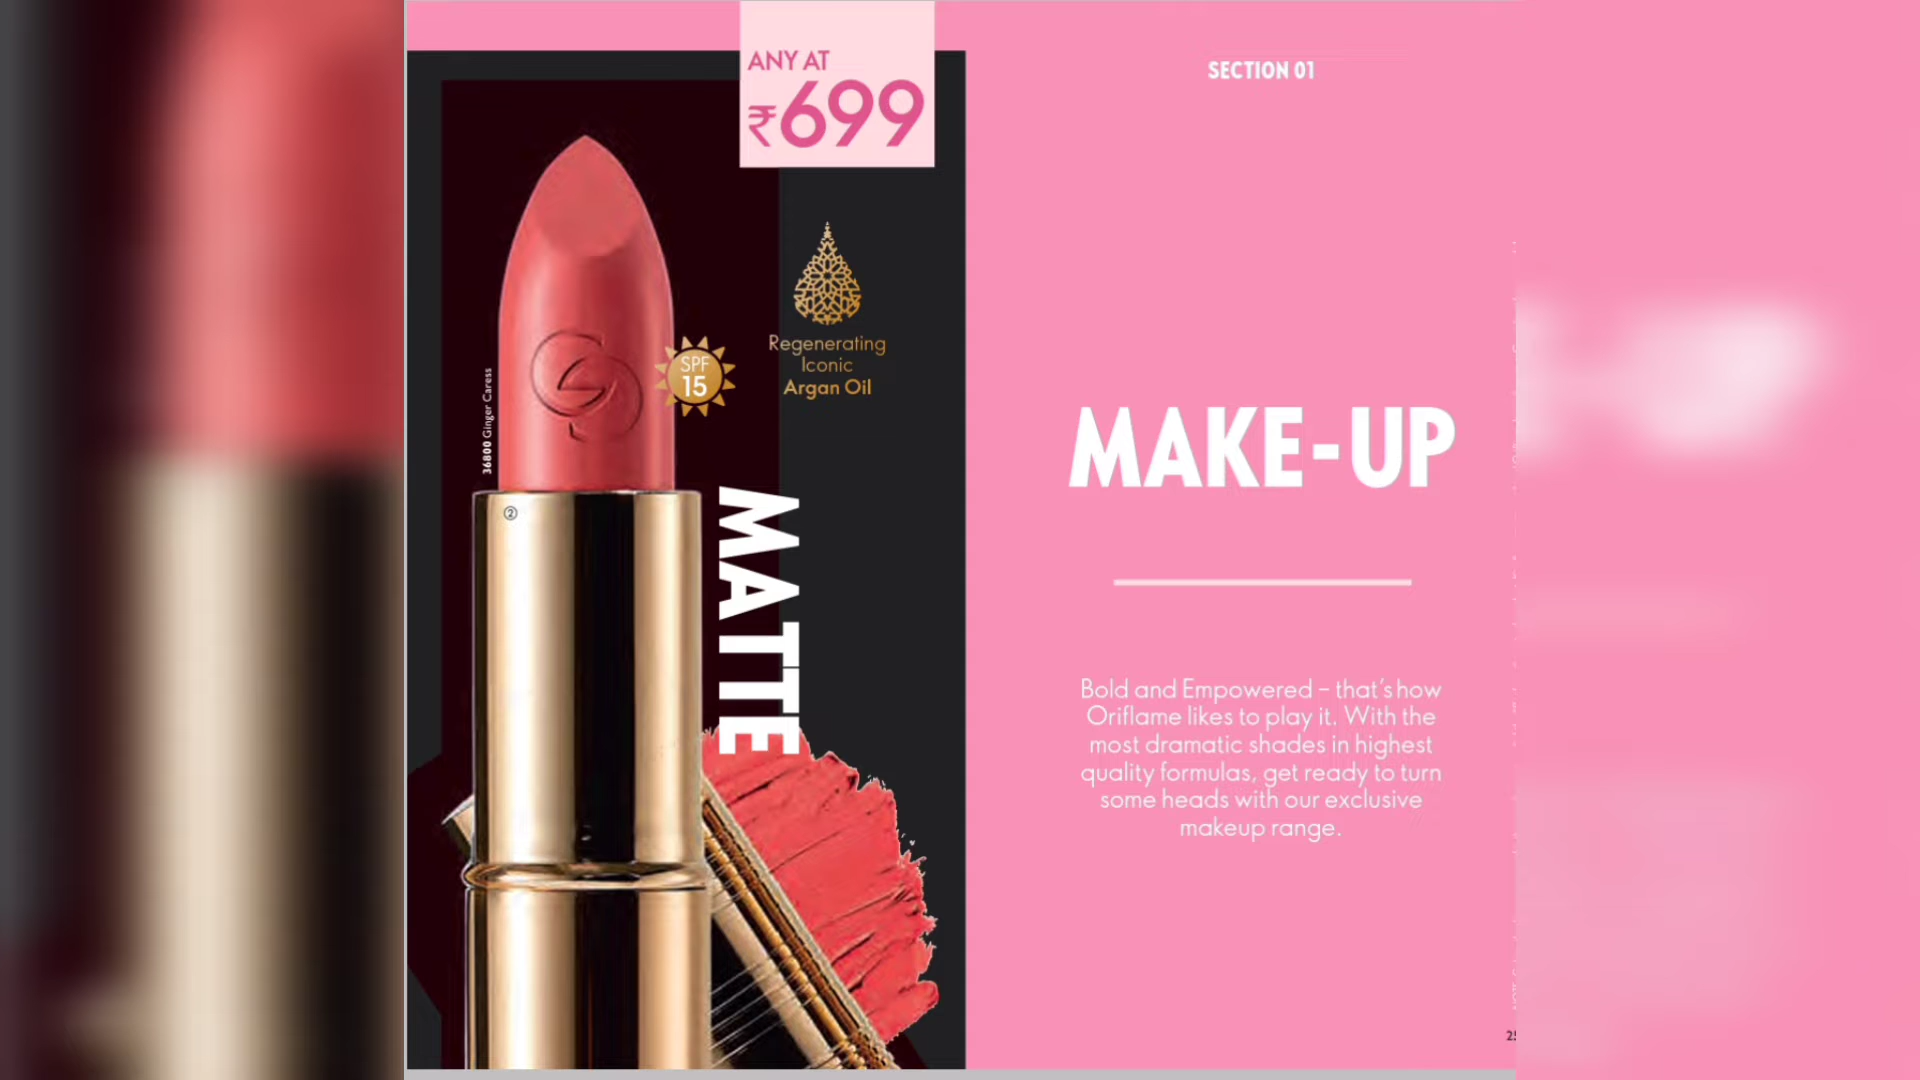 ANY AT
₹699
Regenerating
Iconic
Argan Oil
SPF
15
36800 Ginger Caress
②
MATTE
SECTION 01
MAKE-UP
Bold and Empowered – that's how
Oriflame likes to play it. With the
most dramatic shades in highest
quality formulas, get ready to turn
some heads with our exclusive
makeup range.